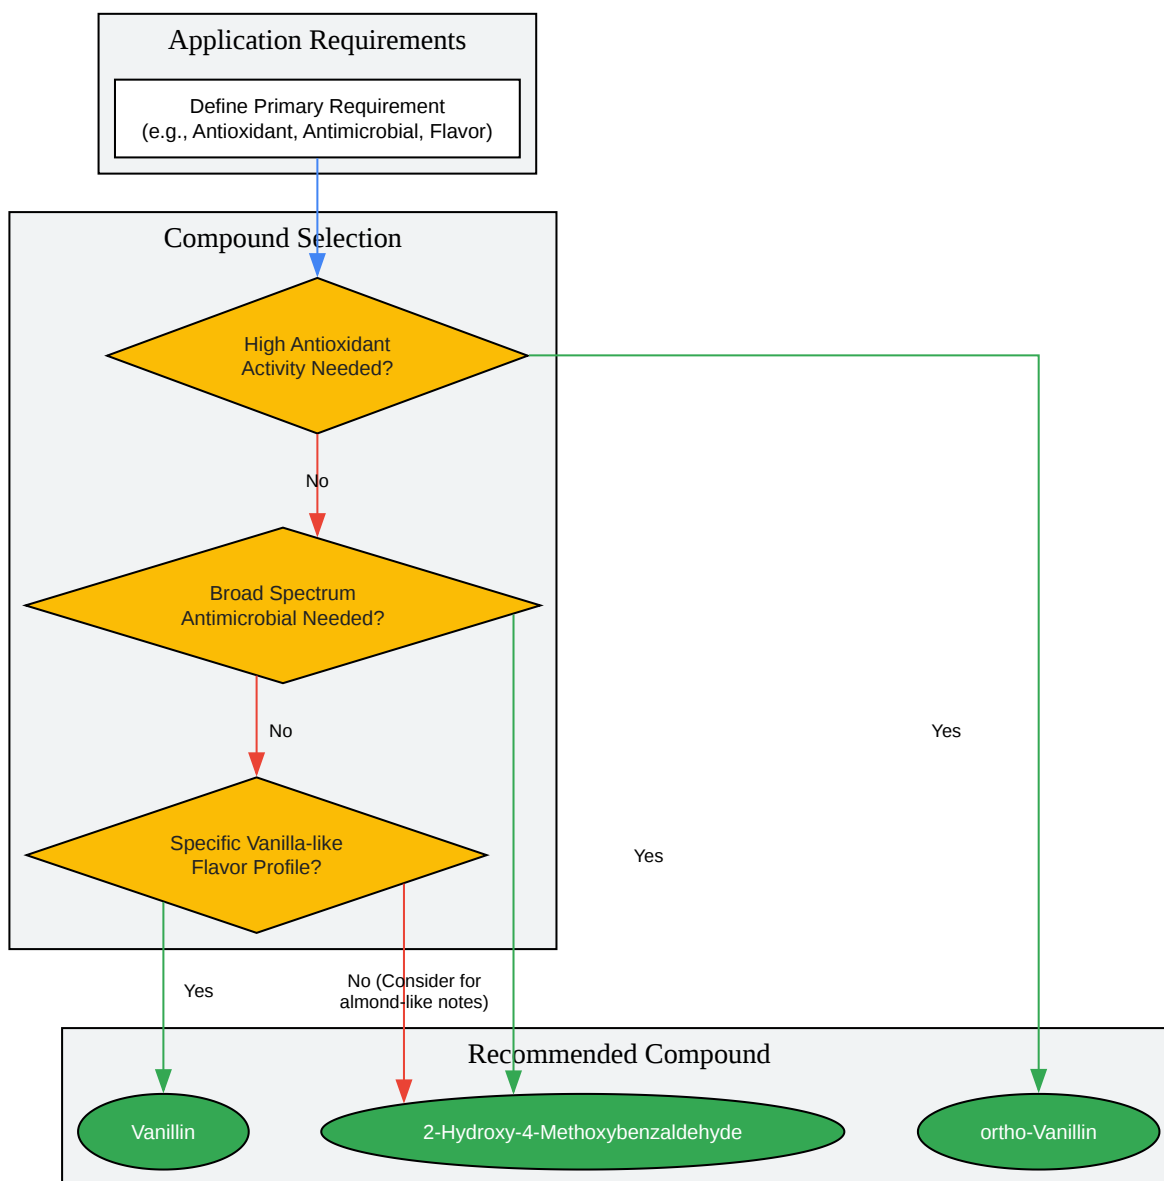 Application Requirements
Define Primary Requirement
(e.g., Antioxidant, Antimicrobial, Flavor)
Compound Selection
High Antioxidant
Activity Needed?
No
Broad Spectrum
Antimicrobial Needed?
No
Yes
Specific Vanilla-like
Flavor Profile?
Yes
Yes
No (Consider for
almond-like notes)
Recommended Compound
Vanillin
2-Hydroxy-4-Methoxybenzaldehyde
ortho-Vanillin